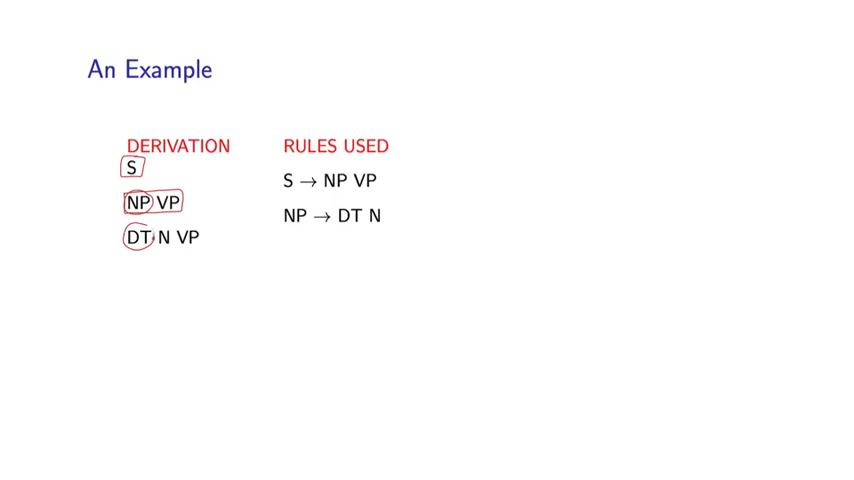 An Example
DERIVATION RULES USED
S
S → NP VP
NP VP
NP → DT N
DT N VP